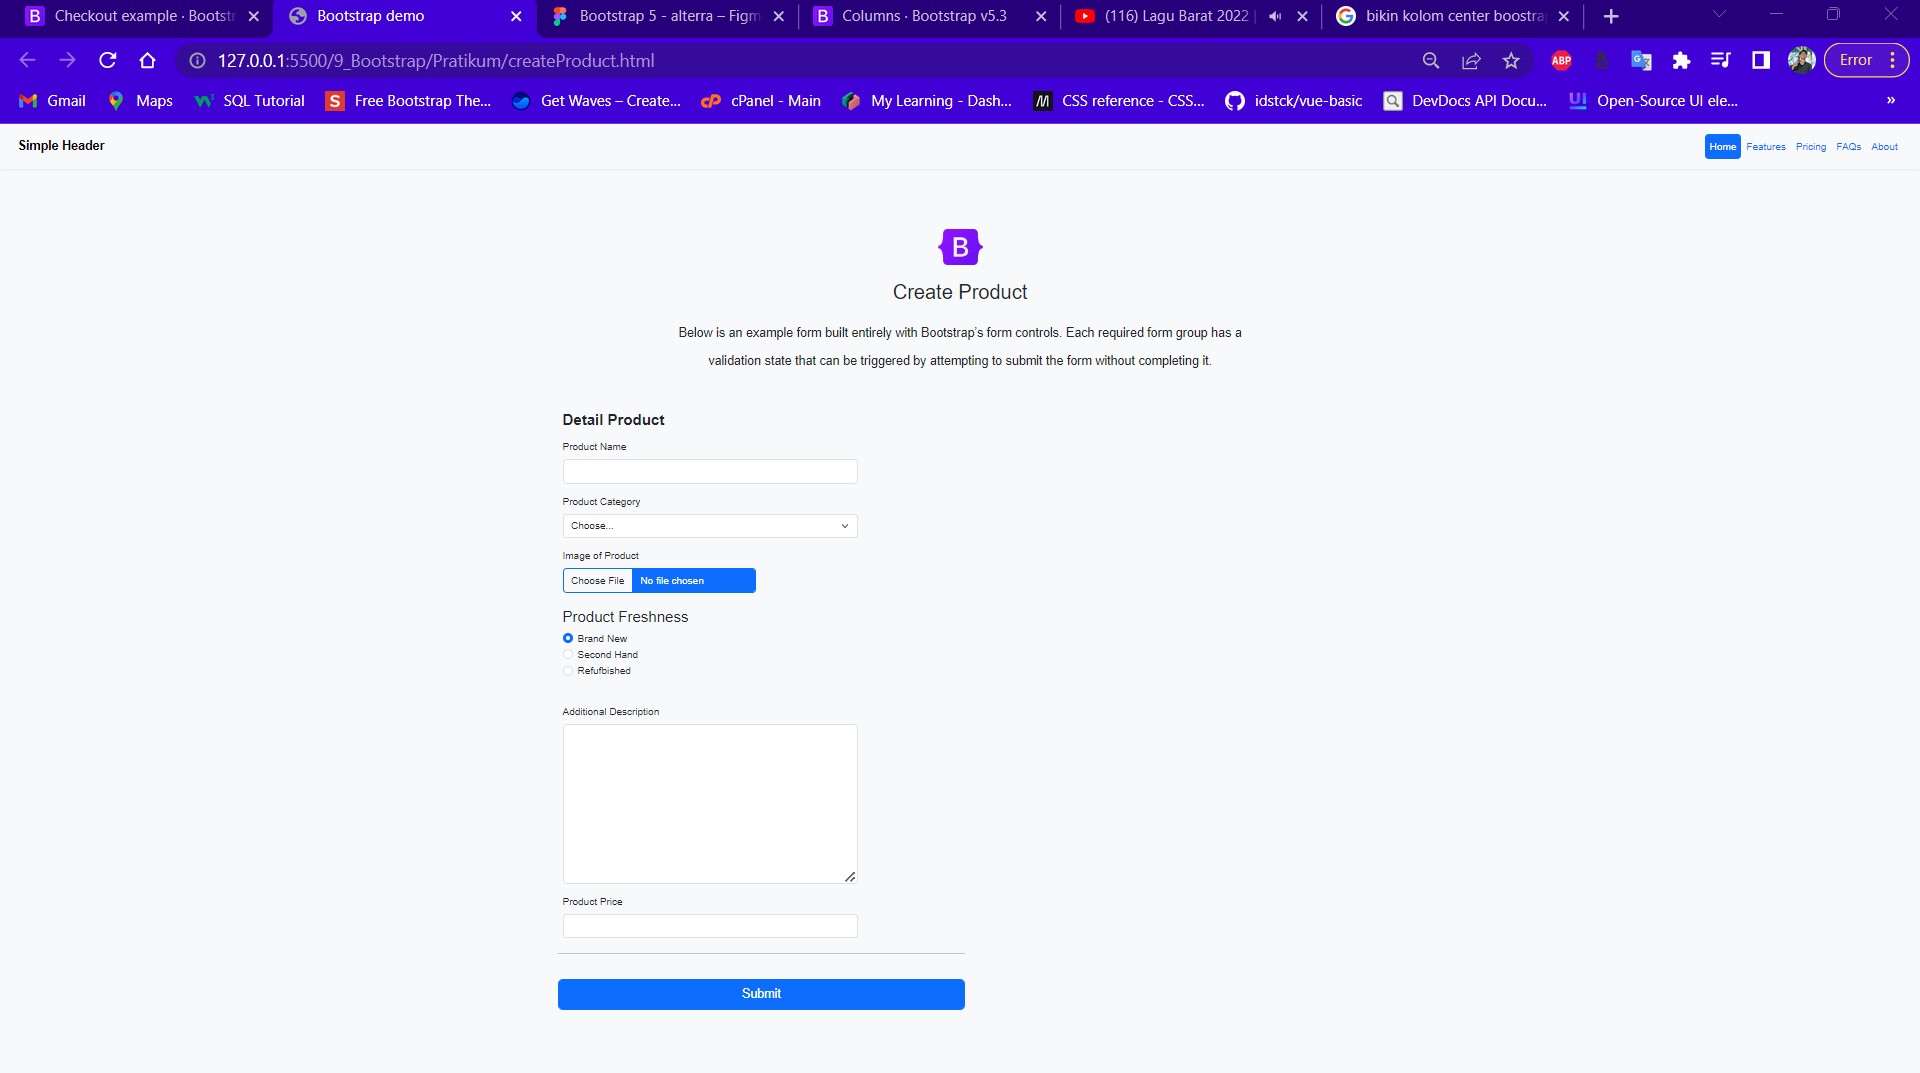 Checkout example · Bootstr
Bootstrap demo
Bootstrap 5 - alterra – Figm
Columns · Bootstrap v5.3
(116) Lagu Barat 2022 |
bikin kolom center boostra
127.0.0.1:5500/9_Bootstrap/Pratikum/createProduct.html
ABP
Error
Gmail
Maps
SQL Tutorial
Free Bootstrap The...
Get Waves – Create...
cPanel - Main
My Learning - Dash...
CSS reference - CSS...
idstck/vue-basic
DevDocs API Docu...
Open-Source UI ele...
»
Simple Header
Home
Features
Pricing
FAQs
About
B
Create Product
Below is an example form built entirely with Bootstrap's form controls. Each required form group has a
validation state that can be triggered by attempting to submit the form without completing it.
Detail Product
Product Name
Product Category
Choose...
Image of Product
Choose File No file chosen
Product Freshness
Brand New
Second Hand
Refufbished
Additional Description
Product Price
Submit